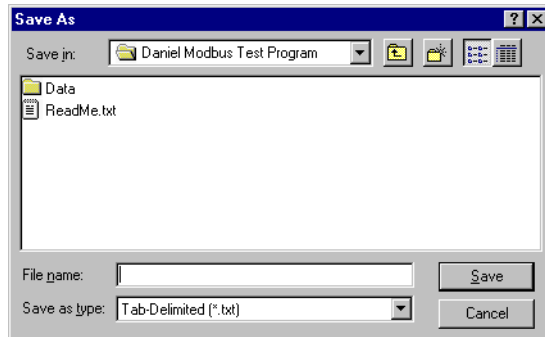 Save As
Save in: Daniel Modbus Test Program
Data
ReadMe.txt
File name: Save
Save as type: Tab-Delimited (*.txt) Cancel